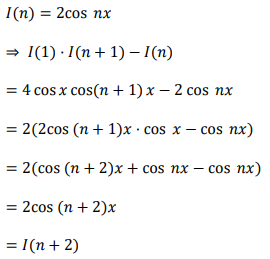 I(n) = 2cos nx
⇒ I(1) · I(n + 1) − I(n)
= 4 cos x cos(n + 1) x − 2 cos nx
= 2(2cos (n + 1)x · cos x − cos nx)
= 2(cos (n + 2)x + cos nx − cos nx)
= 2cos (n + 2)x
= I(n + 2)